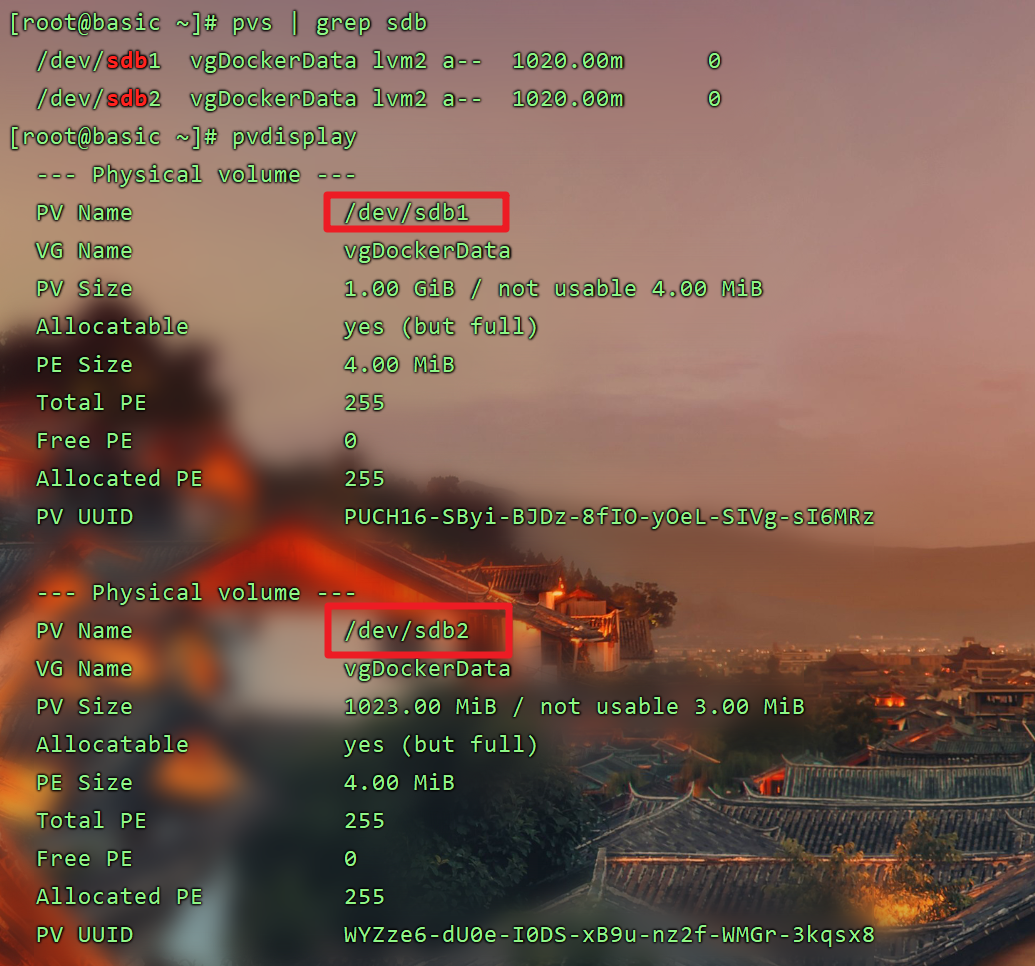 [root@basic ~]# pvs | grep sdb
/dev/sdb1 vgDockerData lvm2 a-- 1020.00m 0
/dev/sdb2 vgDockerData lvm2 a-- 1020.00m 0
[root@basic ~]# pvdisplay
--- Physical volume ---
PV Name /dev/sdb1
VG Name vgDockerData
PV Size 1.00 GiB / not usable 4.00 MiB
Allocatable yes (but full)
PE Size 4.00 MiB
Total PE 255
Free PE 0
Allocated PE 255
PV UUID PUCH16-SByi-BJDz-8fIO-yOeL-SIVg-sI6MRz
--- Physical volume ---
PV Name /dev/sdb2
VG Name vgDockerData
PV Size 1023.00 MiB / not usable 3.00 MiB
Allocatable yes (but full)
PE Size 4.00 MiB
Total PE 255
Free PE 0
Allocated PE 255
PV UUID WYZze6-dU0e-I0DS-xB9u-nz2f-WMGr-3kqsx8